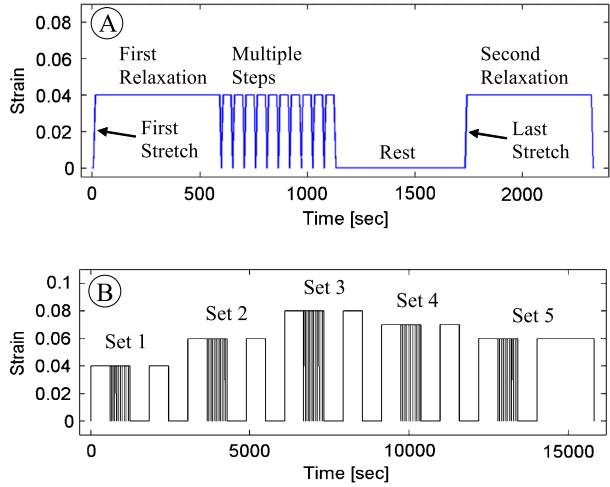 A
0.08
0.06
0.04
0.02
0
Strain
First
Relaxation
Multiple
Steps
Second
Relaxation
First
Stretch
Rest
Last
Stretch
0 500 1000 1500 2000
Time [sec]
B
0.1
0.08
0.06
0.04
0.02
0
Strain
Set 1
Set 2
Set 3
Set 4
Set 5
0 5000 10000 15000
Time [sec]